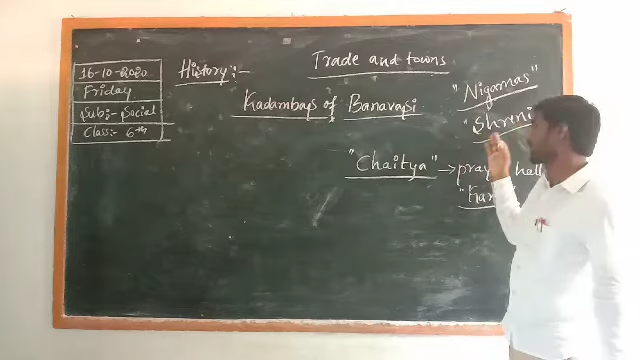 16-10-2020
Friday
Sub:- Social
Class:- 6th
History:-
Trade and towns
Kadambas of Banavasi
"Nigamas"
"Shreni
"Chaitya" → pray hall